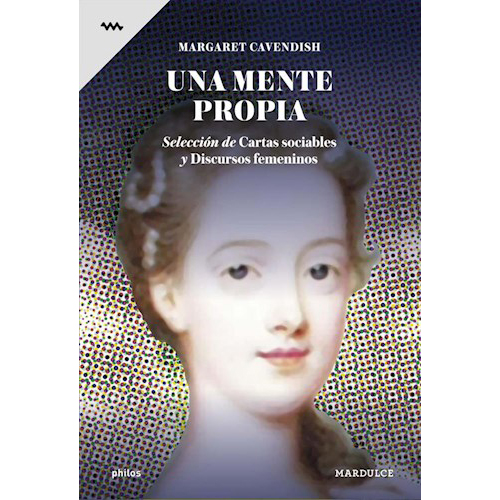 MARGARET CAVENDISH
UNA MENTE
PROPIA
Selección de Cartas sociables
y Discursos femeninos
philos
MARDULCE